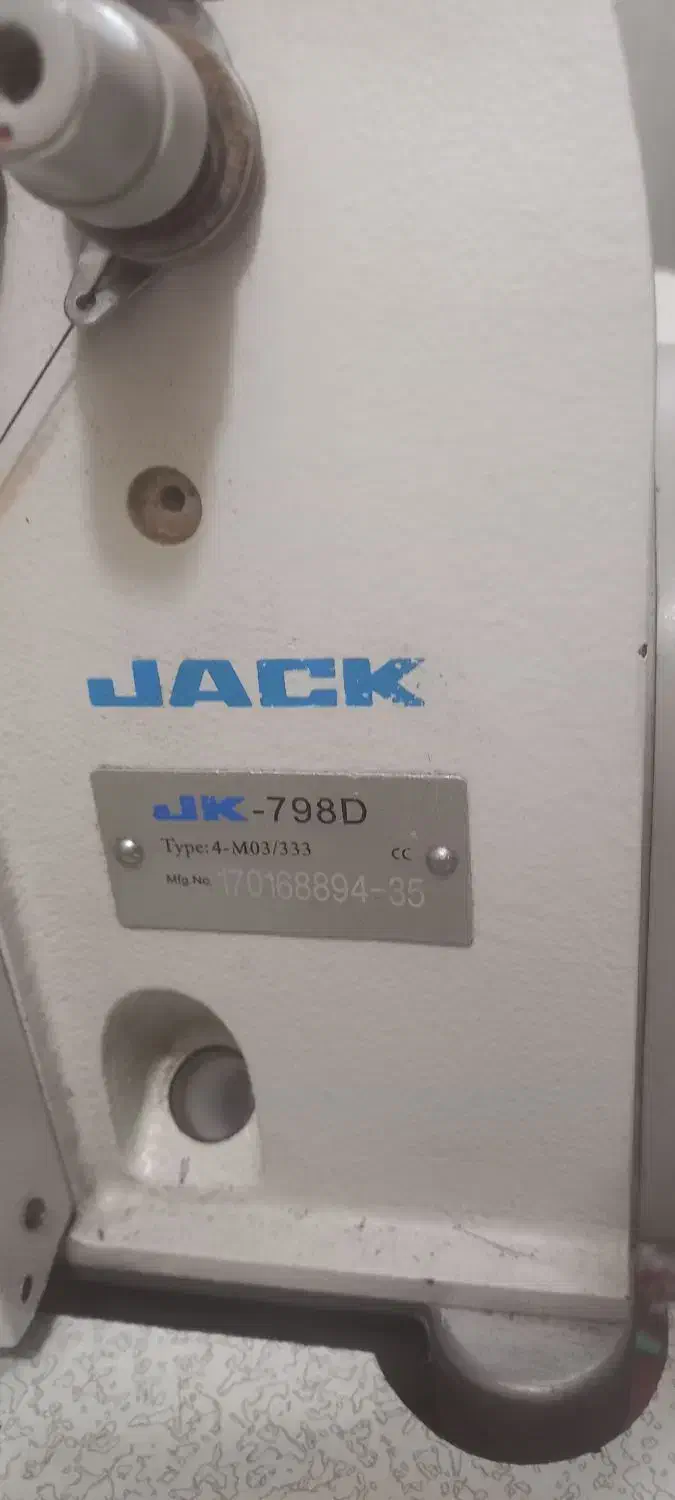 JACK
JK-798D
Type:4-M03/333 CC
Mfg.No. 170168894-35